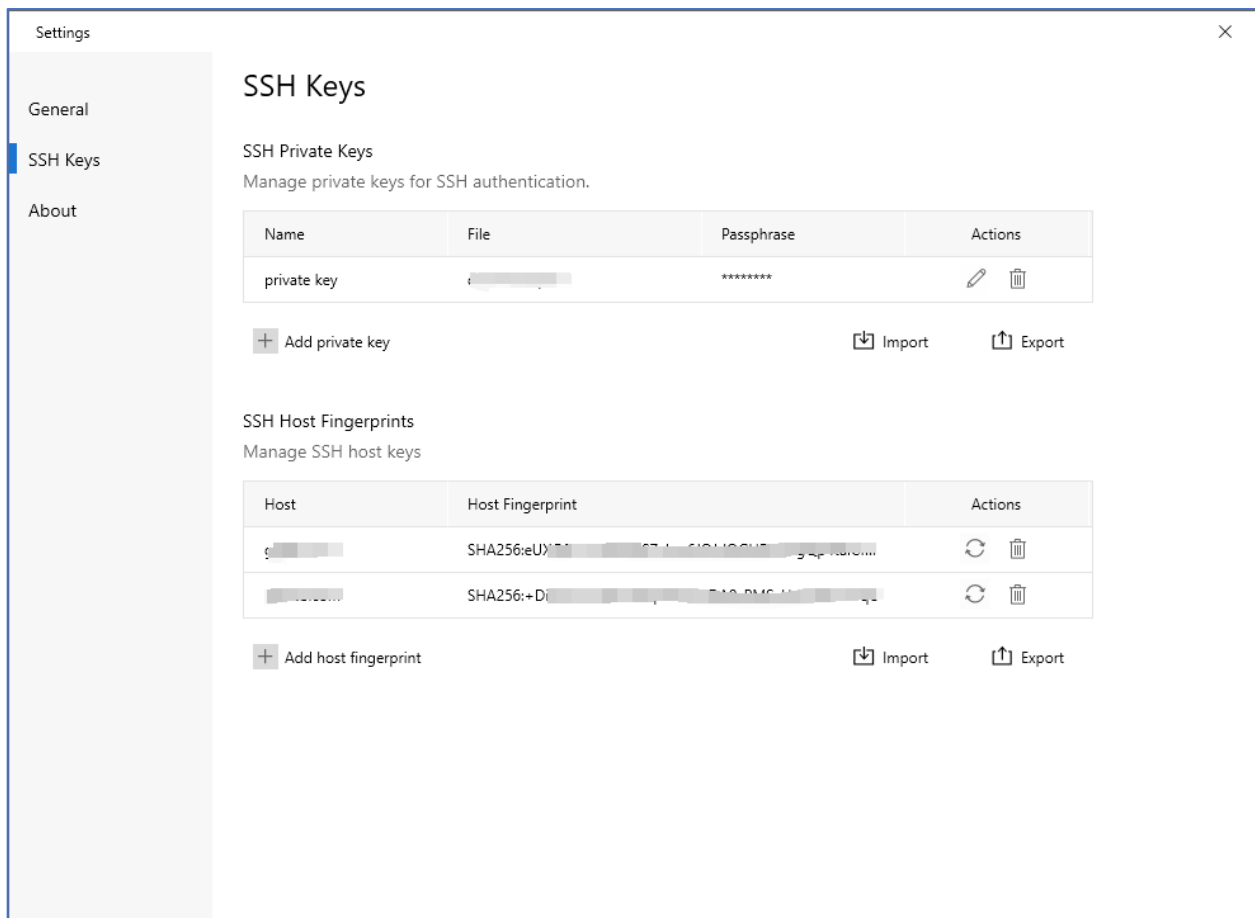 Settings
General
SSH Keys
About
SSH Keys
SSH Private Keys
Manage private keys for SSH authentication.
Name File Passphrase Actions
private key ********
Add private key Import Export
SSH Host Fingerprints
Manage SSH host keys
Host Host Fingerprint Actions
Add host fingerprint Import Export